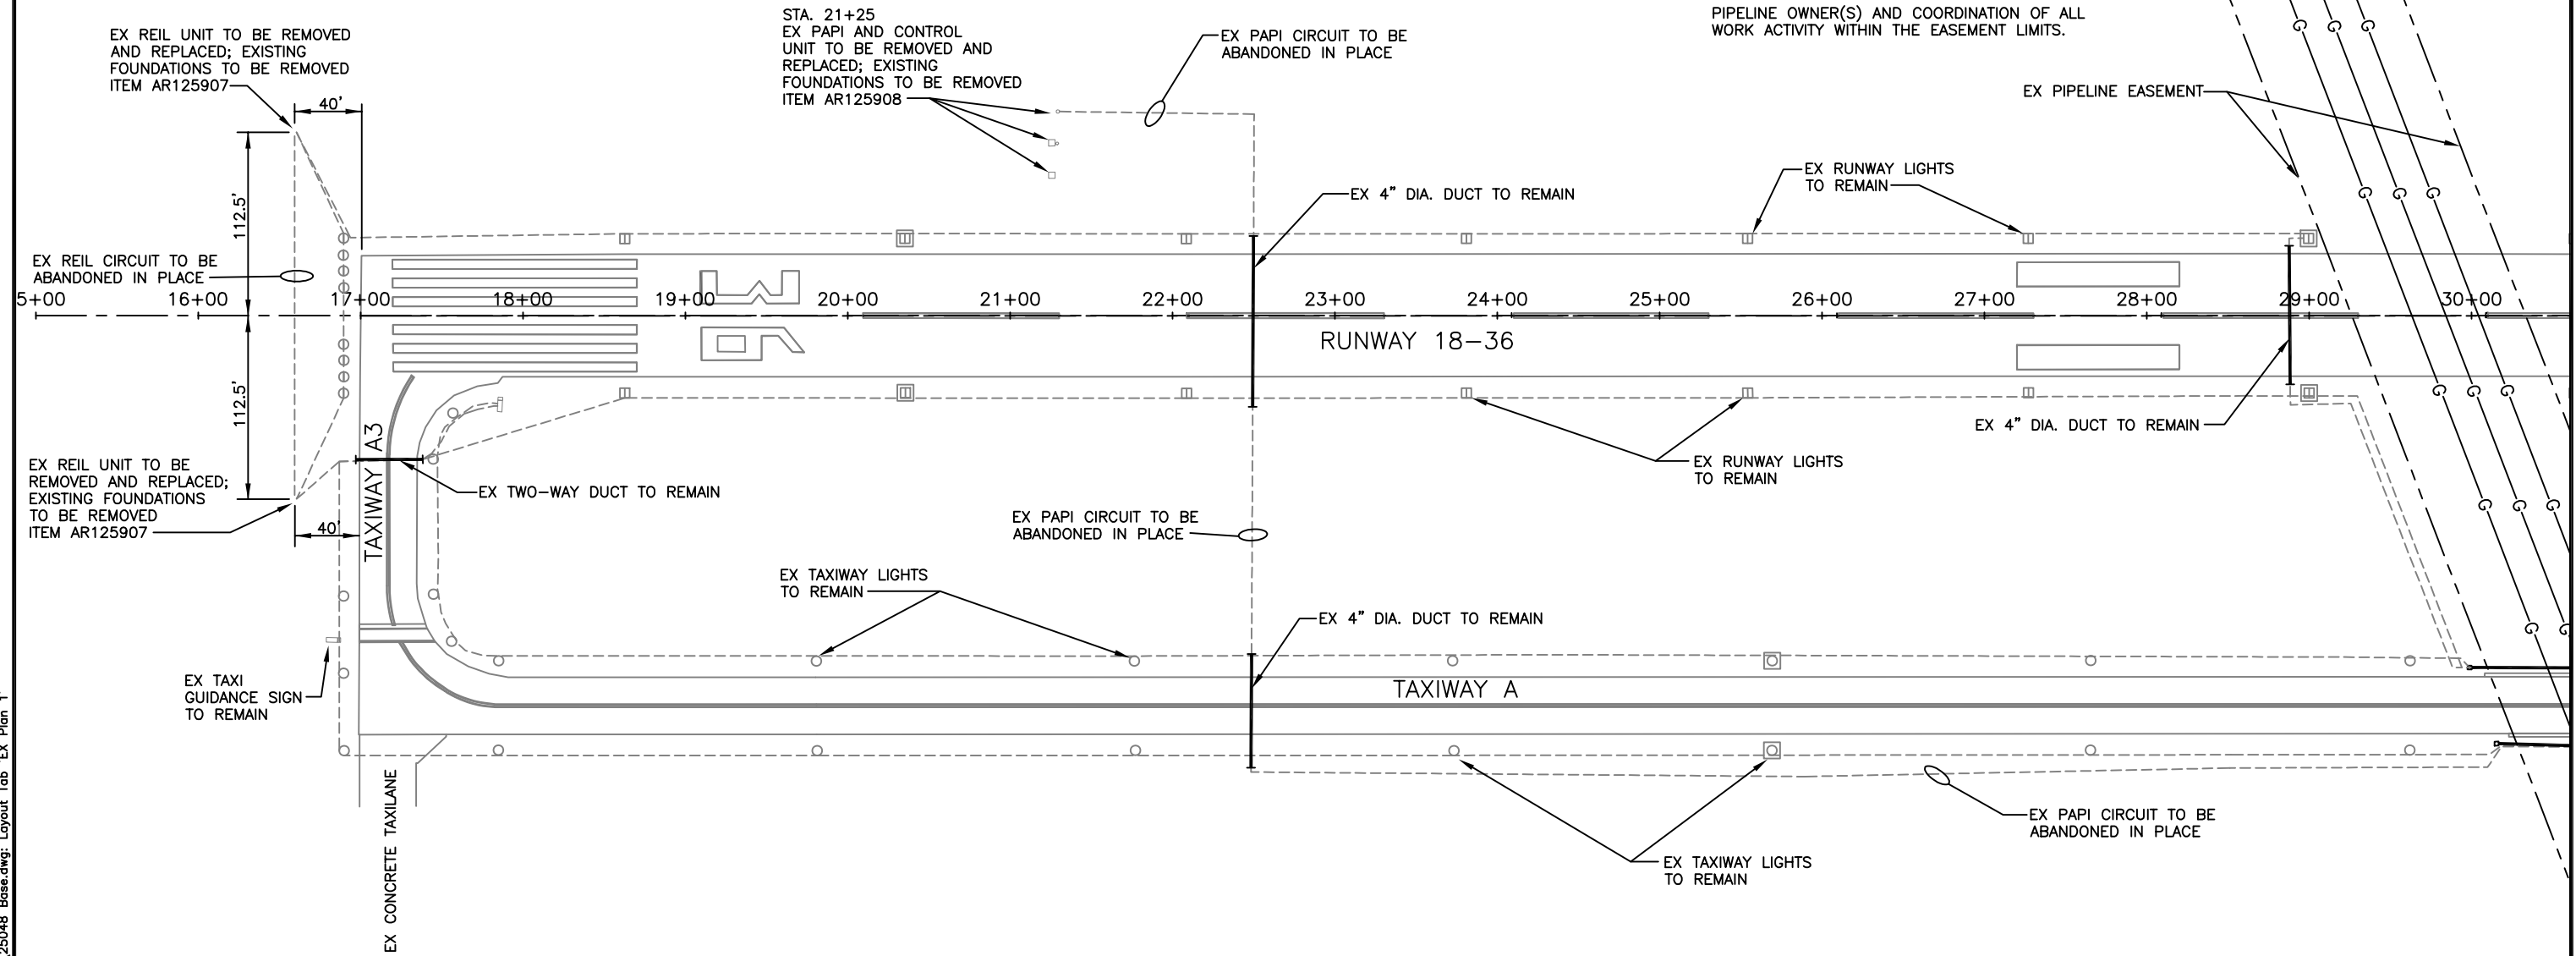 STA. 21+25
EX PAPI AND CONTROL
UNIT TO BE REMOVED AND
REPLACED; EXISTING
FOUNDATIONS TO BE REMOVED
ITEM AR125908
PIPELINE OWNER(S) AND COORDINATION OF ALL
WORK ACTIVITY WITHIN THE EASEMENT LIMITS.
EX REIL UNIT TO BE REMOVED
AND REPLACED; EXISTING
FOUNDATIONS TO BE REMOVED
ITEM AR125907
EX PAPI CIRCUIT TO BE
ABANDONED IN PLACE
EX PIPELINE EASEMENT
40'
112.5'
EX RUNWAY LIGHTS
TO REMAIN
EX 4" DIA. DUCT TO REMAIN
EX REIL CIRCUIT TO BE
ABANDONED IN PLACE
5+00 16+00 17+00 18+00 19+00 20+00 21+00 22+00 23+00 24+00 25+00 26+00 27+00 28+00 29+00 30+00
36
RUNWAY 18-36
112.5'
EX 4" DIA. DUCT TO REMAIN
TAXIWAY A3
EX REIL UNIT TO BE
REMOVED AND REPLACED;
EXISTING FOUNDATIONS
TO BE REMOVED
ITEM AR125907
40'
EX TWO-WAY DUCT TO REMAIN
EX RUNWAY LIGHTS
TO REMAIN
EX PAPI CIRCUIT TO BE
ABANDONED IN PLACE
EX TAXIWAY LIGHTS
TO REMAIN
EX 4" DIA. DUCT TO REMAIN
EX TAXI
GUIDANCE SIGN
TO REMAIN
TAXIWAY A
EX CONCRETE TAXILANE
EX PAPI CIRCUIT TO BE
ABANDONED IN PLACE
EX TAXIWAY LIGHTS
TO REMAIN
G G G
G G G
G G G
G G G
G G
25048 Base.dwg: Layout Tab "Ex Plan 1"